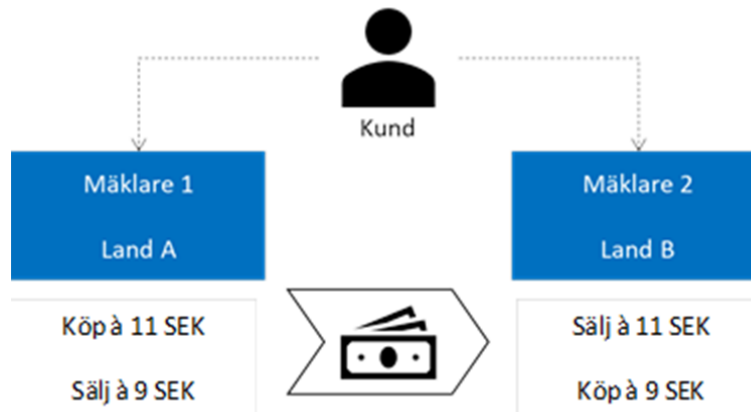 Kund
Mäklare 1
Land A
Mäklare 2
Land B
Köp à 11 SEK
Sälj à 9 SEK
Sälj à 11 SEK
Köp à 9 SEK